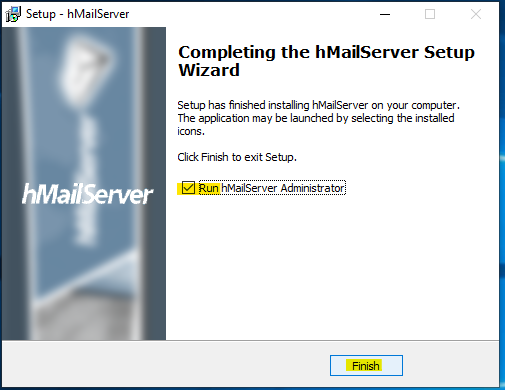 Setup - hMailServer
Completing the hMailServer Setup
Wizard
Setup has finished installing hMailServer on your computer.
The application may be launched by selecting the installed
icons.
Click Finish to exit Setup.
Run hMailServer Administrator
hMailServer
Finish